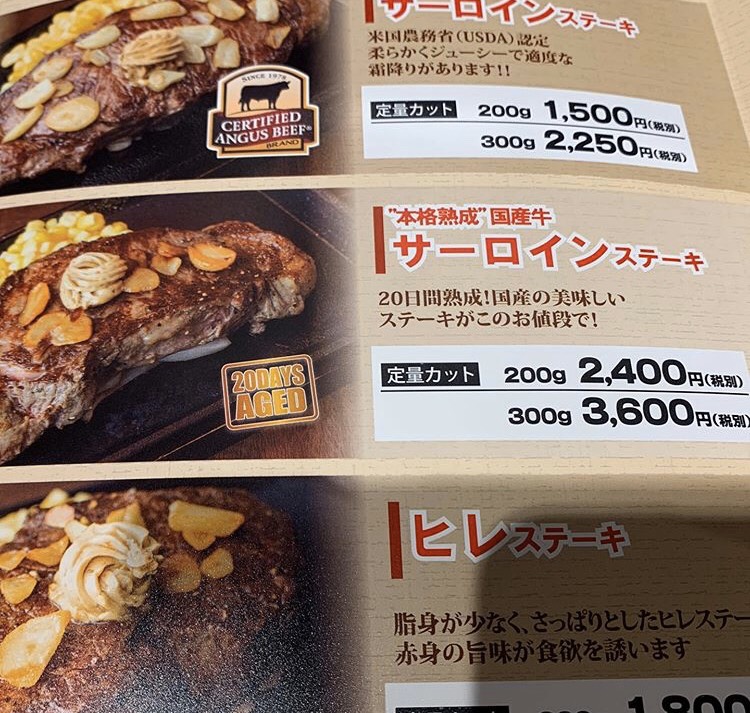 サーロインステーキ
米国農務省(USDA)認定
柔らかくジューシーで適度な
霜降りがあります!!
SINCE 1978
CERTIFIED
ANGUS BEEF®
BRAND
定量カット 200g 1,500円(税別)
300g 2,250円(税別)
"本格熟成"国産牛
サーロインステーキ
20日間熟成!国産の美味しい
ステーキがこのお値段で!
20DAYS
AGED
定量カット 200g 2,400円(税別)
300g 3,600円(税別)
ヒレステーキ
脂身が少なく、さっぱりとしたヒレステー
赤身の旨味が食欲を誘います
1,800